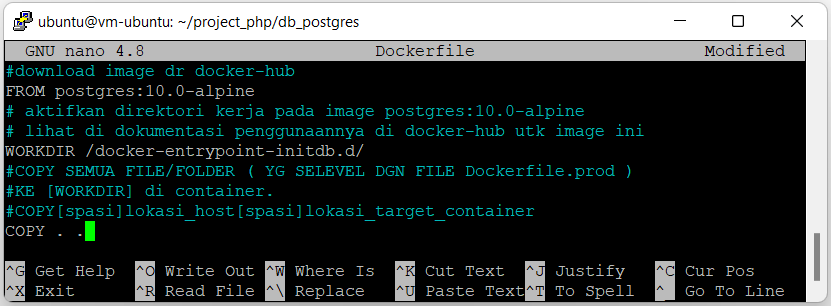 ubuntu@vm-ubuntu: ~/project_php/db_postgres
GNU nano 4.8 Dockerfile Modified
#download image dr docker-hub
FROM postgres:10.0-alpine
# aktifkan direktori kerja pada image postgres:10.0-alpine
# lihat di dokumentasi penggunaannya di docker-hub utk image ini
WORKDIR /docker-entrypoint-initdb.d/
#COPY SEMUA FILE/FOLDER ( YG SELEVEL DGN FILE Dockerfile.prod )
#KE [WORKDIR] di container.
#COPY[spasi]lokasi_host[spasi]lokasi_target_container
COPY . .
^G Get Help ^O Write Out ^W Where Is ^K Cut Text ^J Justify ^C Cur Pos
^X Exit ^R Read File ^\ Replace ^U Paste Text ^T To Spell ^_ Go To Line